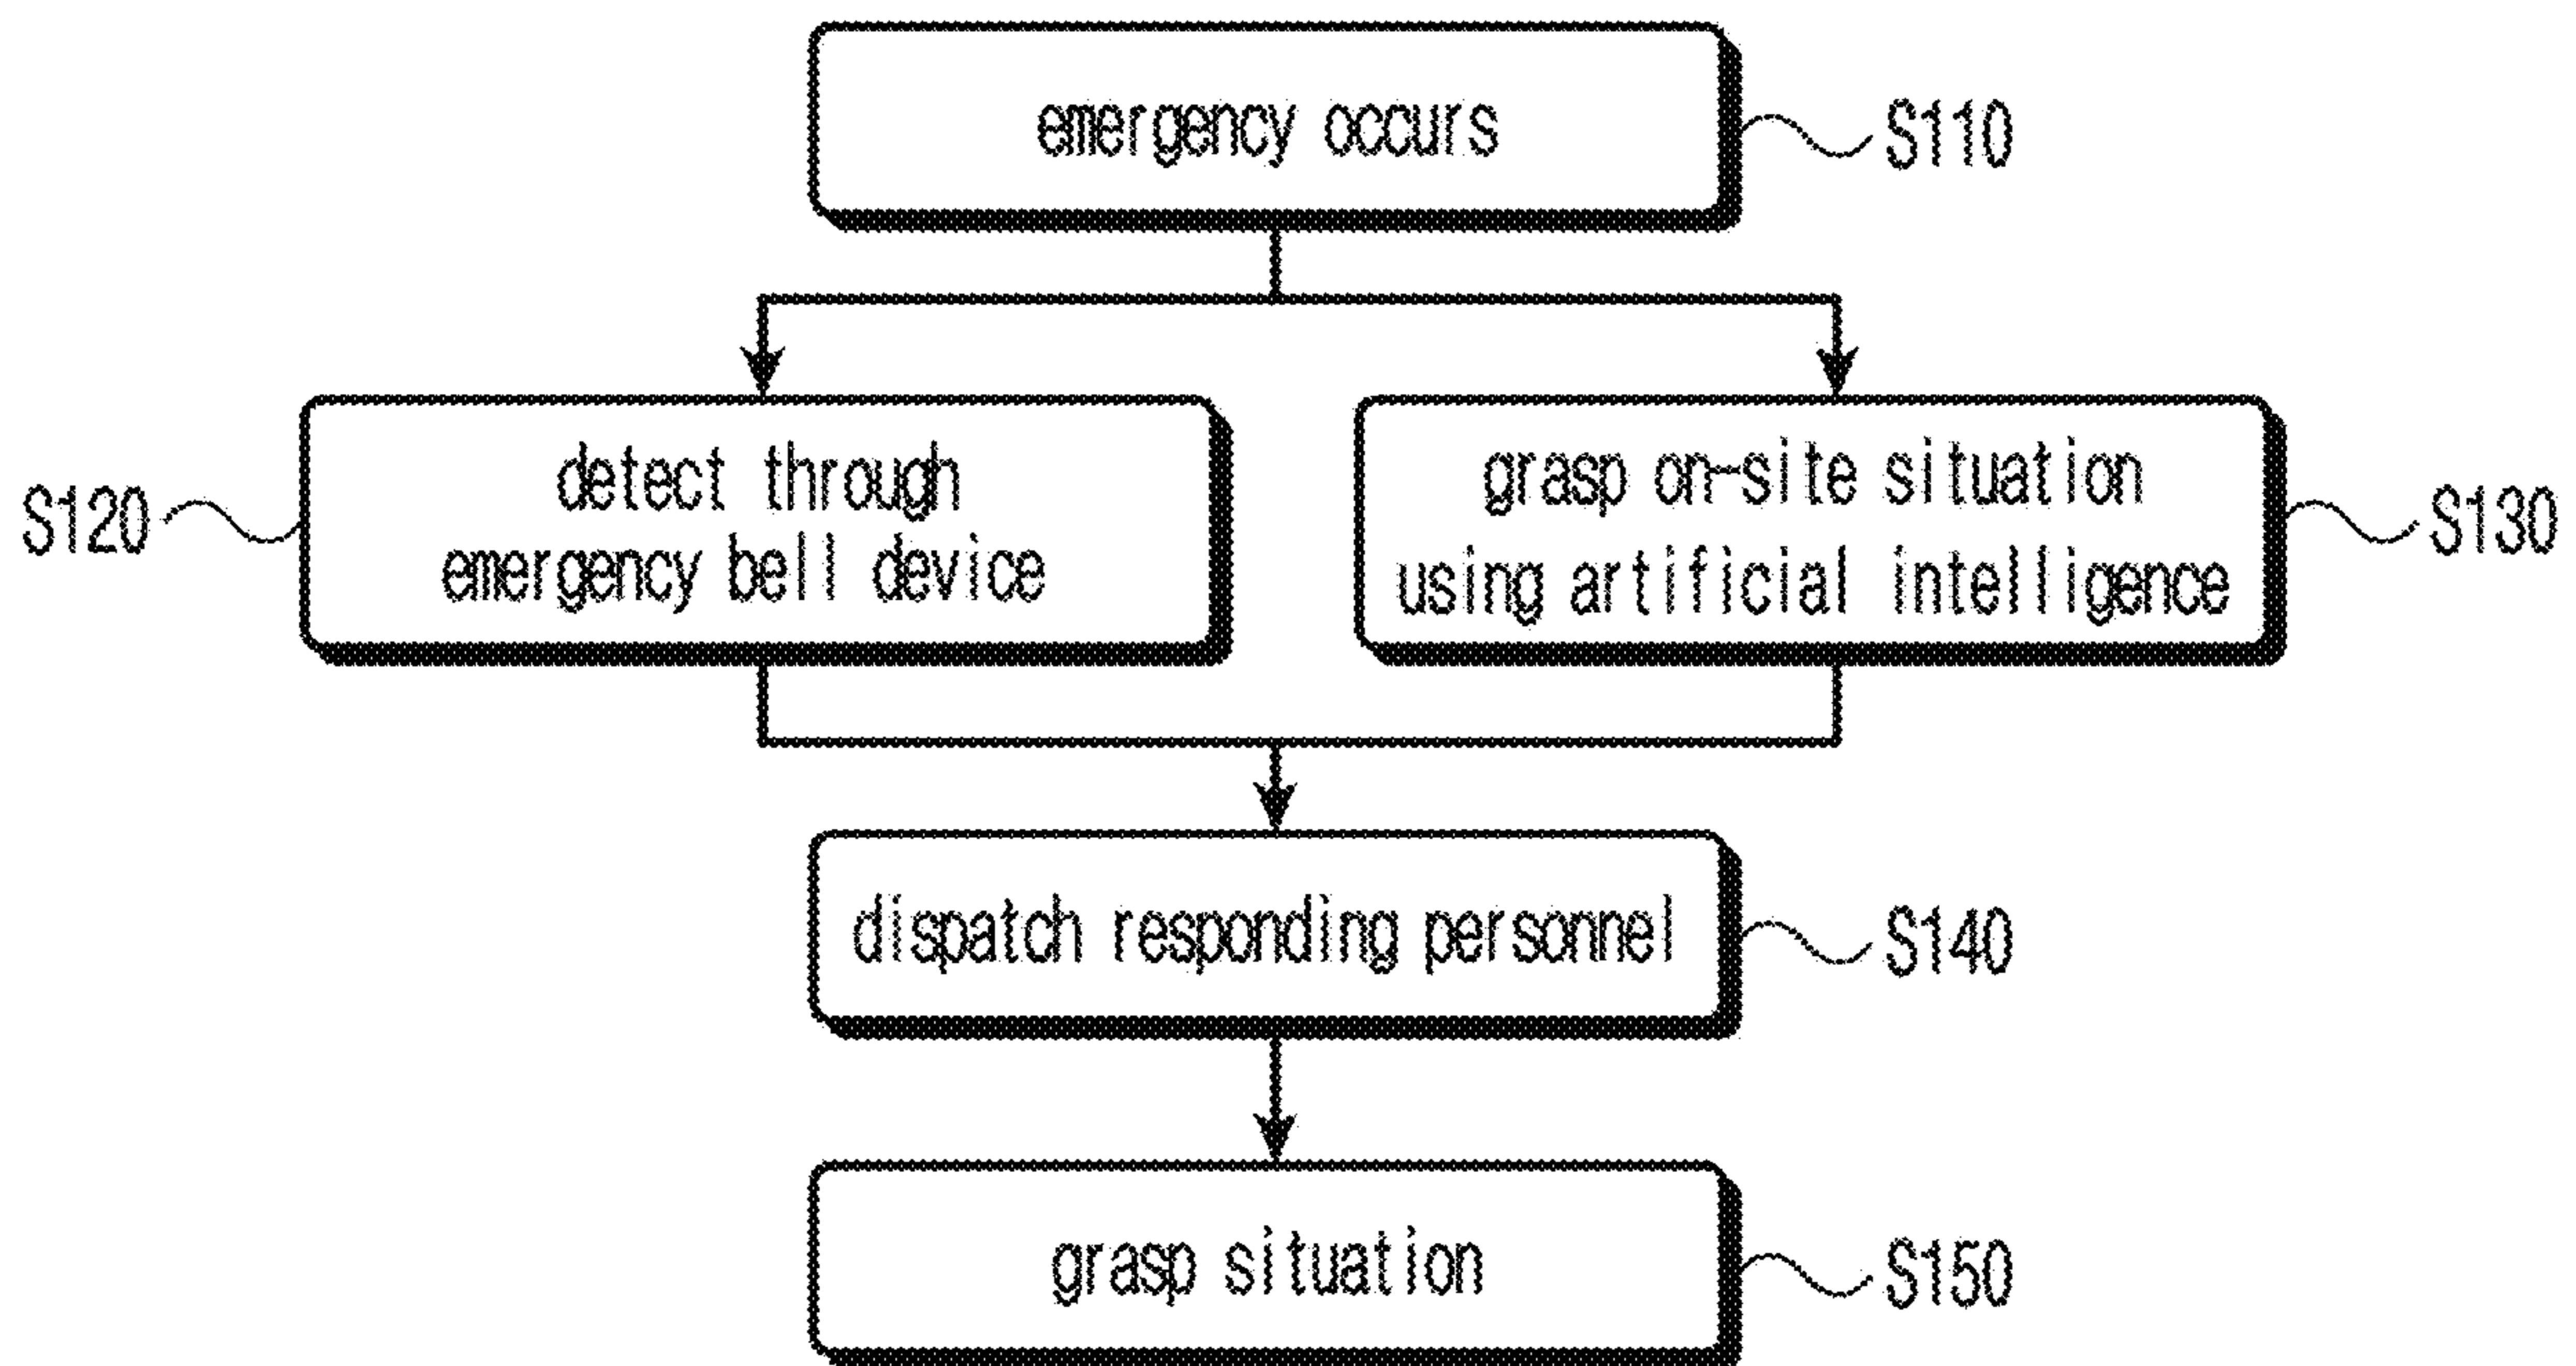 emergency occurs
S110
S120
detect through
emergency bell device
grasp on-site situation
using artificial intelligence
S130
dispatch responding personnel
S140
grasp situation
S150